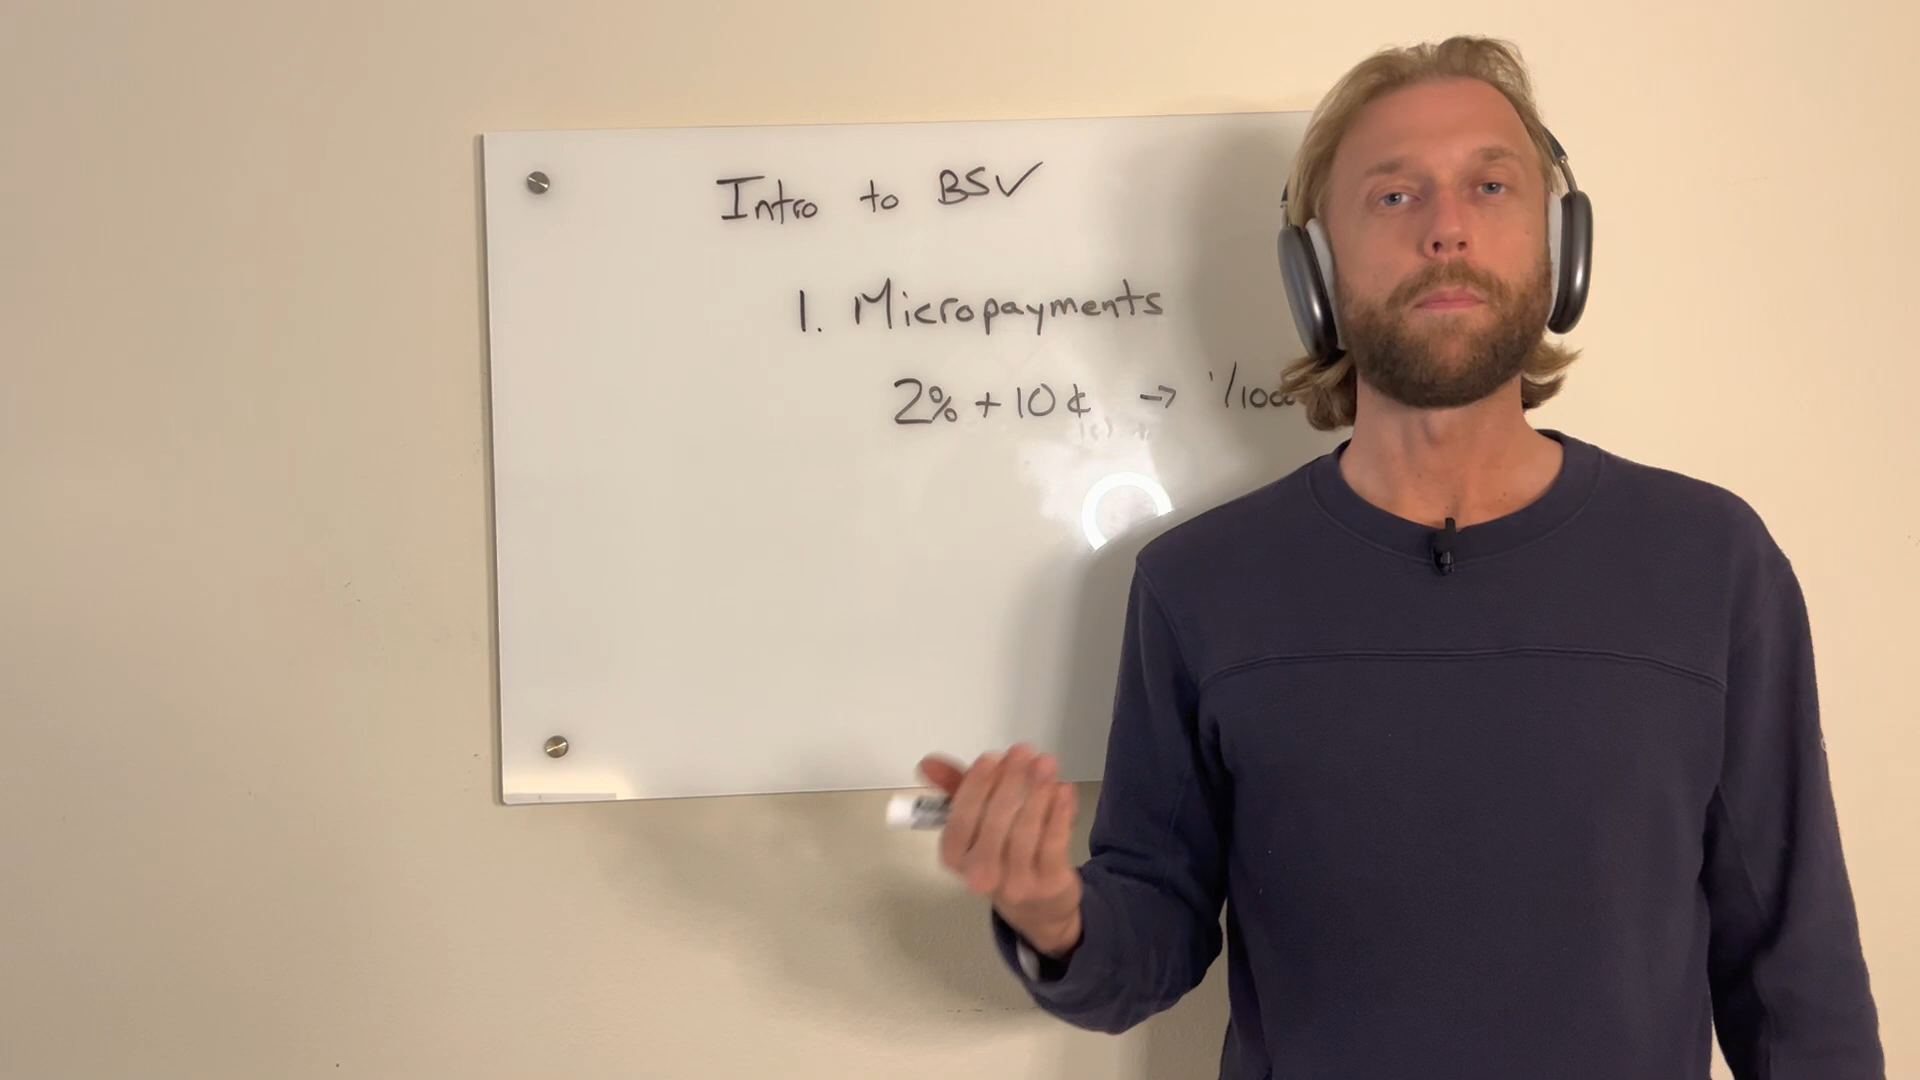 Intro to BSV
1. Micropayments
2% + 10¢ →